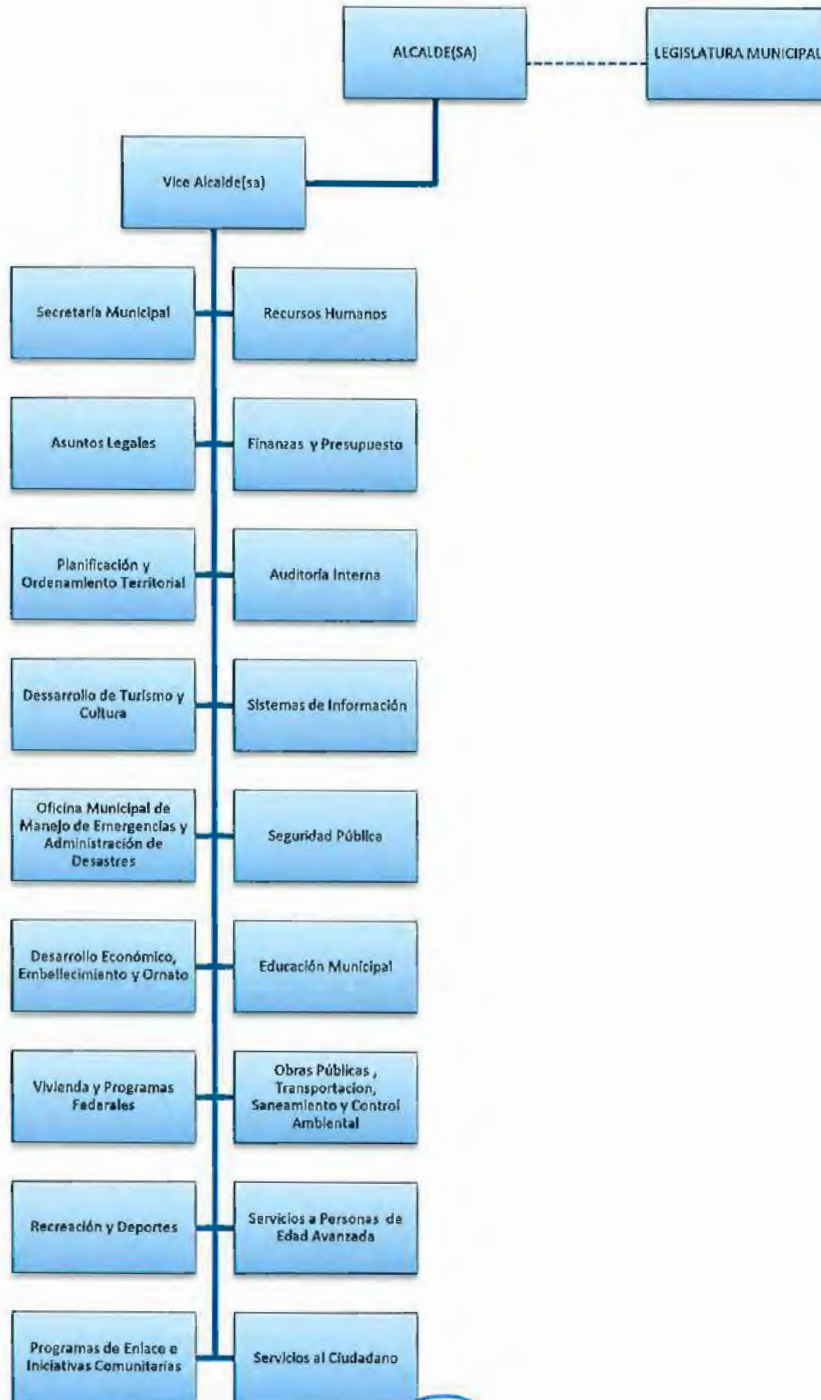 ALCALDE(SA)
LEGISLATURA MUNICIPAL
Vice Alcalde(sa)
Secretaría Municipal
Recursos Humanos
Asuntos Legales
Finanzas y Presupuesto
Planificación y
Ordenamiento Territorial
Auditoría Interna
Dessarrollo de Turismo y
Cultura
Sistemas de Información
Oficina Municipal de
Manejo de Emergencias y
Administración de
Desastres
Seguridad Pública
Desarrollo Económico,
Embellecimiento y Ornato
Educación Municipal
Vivienda y Programas
Federales
Obras Públicas ,
Transportacion,
Saneamiento y Control
Ambiental
Recreación y Deportes
Servicios a Personas de
Edad Avanzada
Programas de Enlace e
Iniciativas Comunitarias
Servicios al Ciudadano